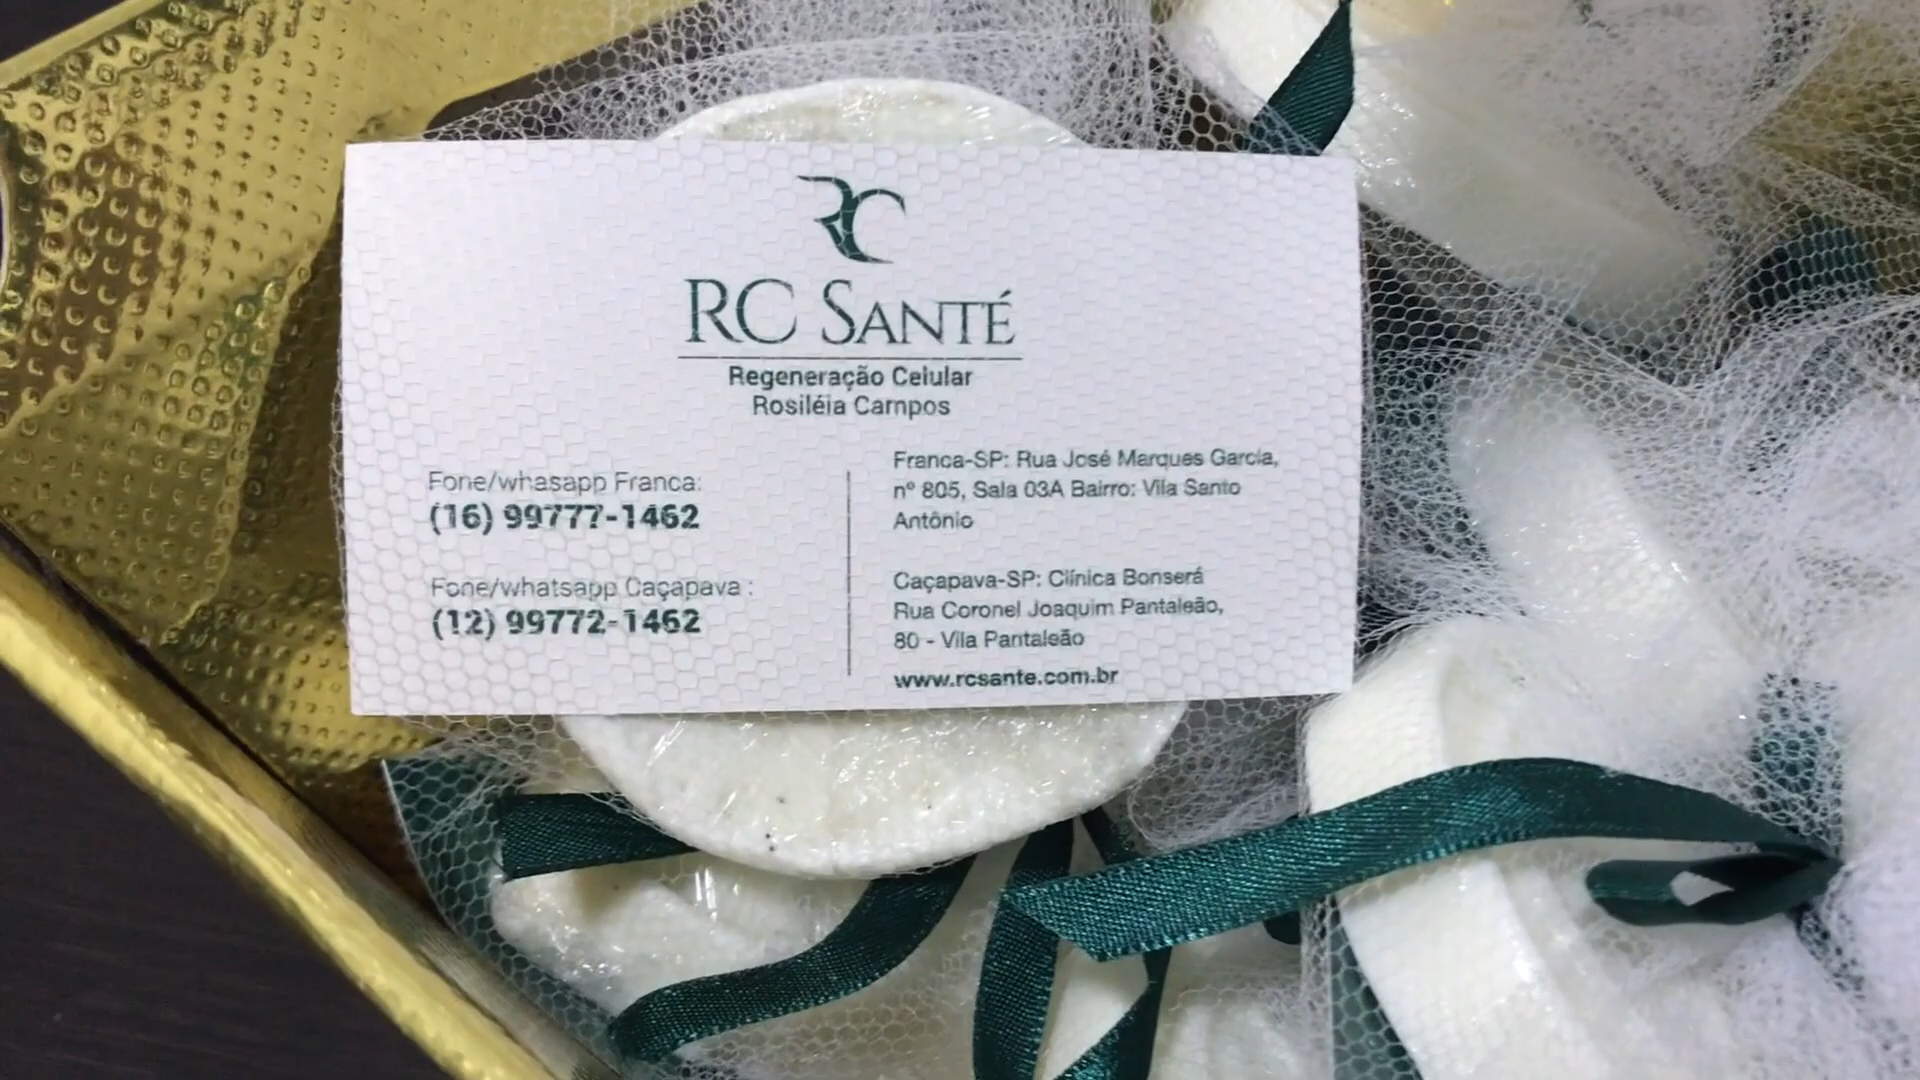 RC
RC SANTÉ
Regeneração Celular
Rosiléia Campos
Fone/whasapp Franca:
(16) 99777-1462
Fone/whatsapp Caçapava :
(12) 99772-1462
Franca-SP: Rua José Marques Garcia,
nº 805, Sala 03A Bairro: Vila Santo
Antônio
Caçapava-SP: Clínica Bonserá
Rua Coronel Joaquim Pantaleão,
80 - Vila Pantaleão
www.rcsante.com.br